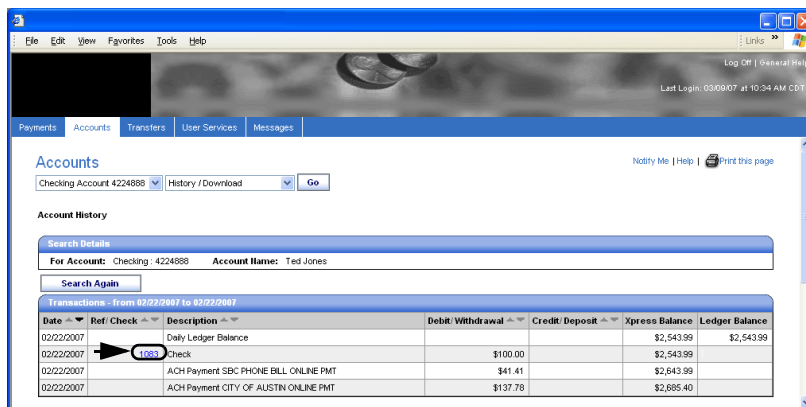 File Edit View Favorites Tools Help Links »
Log Off | General Help
Last Login: 03/09/07 at 10:34 AM CDT
Payments Accounts Transfers User Services Messages
Accounts Notify Me | Help | Print this page
Checking Account 4224888 History / Download Go
Account History
Search Details
For Account: Checking : 4224888 Account Name: Ted Jones
Search Again
Transactions - from 02/22/2007 to 02/22/2007
Date Ref/ Check Description Debit/ Withdrawal Credit/ Deposit Xpress Balance Ledger Balance
02/22/2007 Daily Ledger Balance $2,543.99 $2,543.99
02/22/2007 1083 Check $100.00 $2,543.99
02/22/2007 ACH Payment SBC PHONE BILL ONLINE PMT $41.41 $2,643.99
02/22/2007 ACH Payment CITY OF AUSTIN ONLINE PMT $137.78 $2,685.40